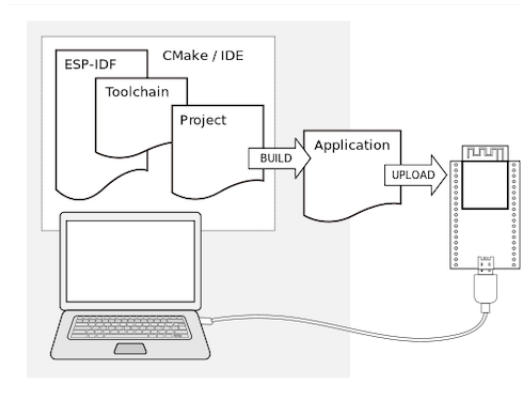 CMake / IDE
ESP-IDF
Toolchain
Project
BUILD
Application
UPLOAD